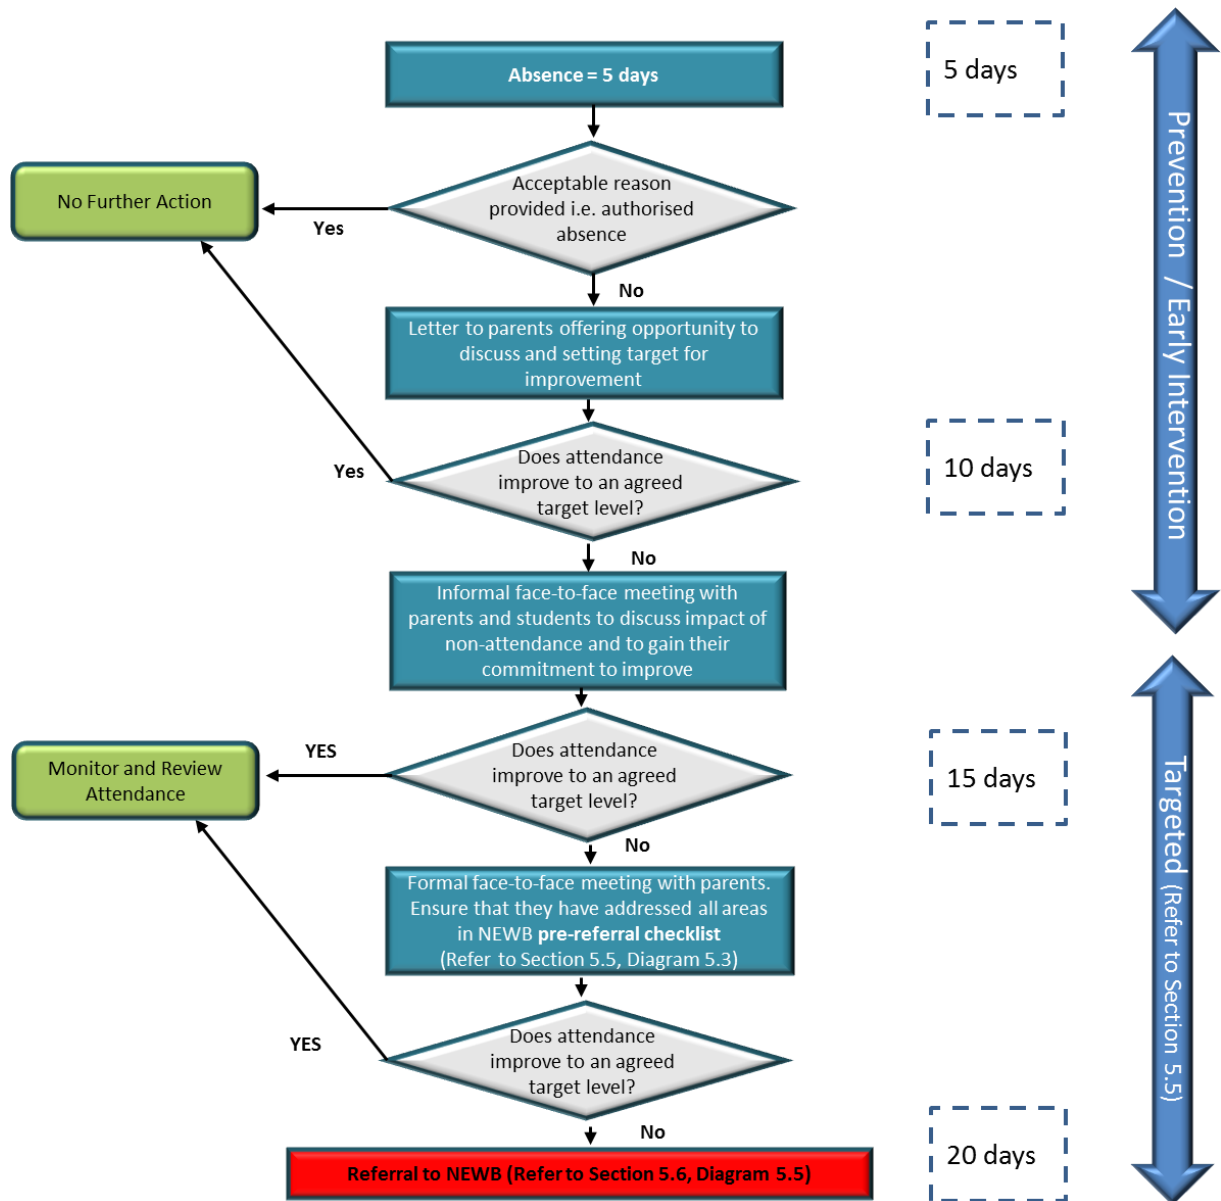 Absence = 5 days
5 days
Acceptable reason
provided i.e. authorised
absence
No Further Action
Yes
No
Letter to parents offering opportunity to
discuss and setting target for
improvement
Prevention / Early Intervention
Does attendance
improve to an agreed
target level?
Yes
10 days
No
Informal face-to-face meeting with
parents and students to discuss impact of
non-attendance and to gain their
commitment to improve
Does attendance
improve to an agreed
target level?
YES
Monitor and Review
Attendance
15 days
No
Formal face-to-face meeting with parents.
Ensure that they have addressed all areas
in NEWB pre-referral checklist
(Refer to Section 5.5, Diagram 5.3)
Targeted (Refer to Section 5.5)
Does attendance
improve to an agreed
target level?
YES
No
20 days
Referral to NEWB (Refer to Section 5.6, Diagram 5.5)